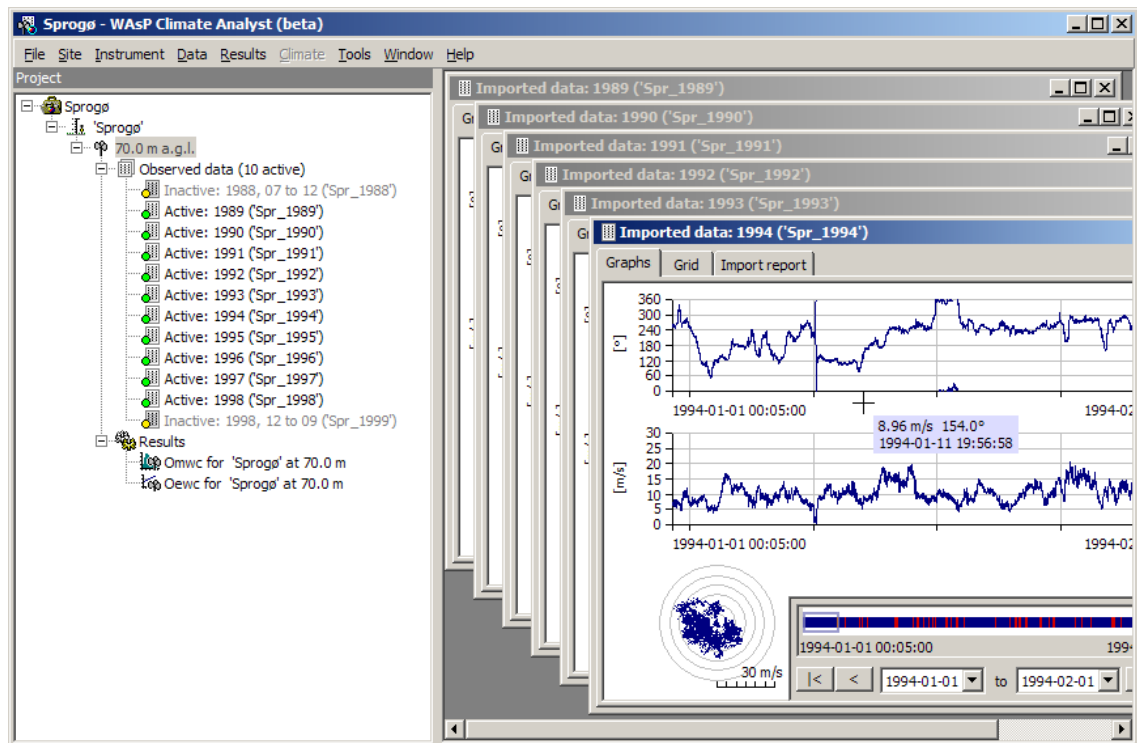 Sprogø - WAsP Climate Analyst (beta)
File Site Instrument Data Results Climate Tools Window Help
Project
Sprogø
'Sprogø'
70.0 m a.g.l.
Observed data (10 active)
Inactive: 1988, 07 to 12 ('Spr_1988')
Active: 1989 ('Spr_1989')
Active: 1990 ('Spr_1990')
Active: 1991 ('Spr_1991')
Active: 1992 ('Spr_1992')
Active: 1993 ('Spr_1993')
Active: 1994 ('Spr_1994')
Active: 1995 ('Spr_1995')
Active: 1996 ('Spr_1996')
Active: 1997 ('Spr_1997')
Active: 1998 ('Spr_1998')
Inactive: 1998, 12 to 09 ('Spr_1999')
Results
Omwc for 'Sprogø' at 70.0 m
Oewc for 'Sprogø' at 70.0 m
Imported data: 1989 ('Spr_1989')
Imported data: 1990 ('Spr_1990')
Imported data: 1991 ('Spr_1991')
Imported data: 1992 ('Spr_1992')
Imported data: 1993 ('Spr_1993')
Imported data: 1994 ('Spr_1994')
Graphs Grid Import report
360
300
240
180
120
60
0
[°]
1994-01-01 00:05:00 1994-02
8.96 m/s 154.0°
1994-01-11 19:56:58
30
25
20
15
10
5
0
[m/s]
1994-01-01 00:05:00 1994-02
30 m/s
1994-01-01 00:05:00 1994
|< < 1994-01-01 to 1994-02-01